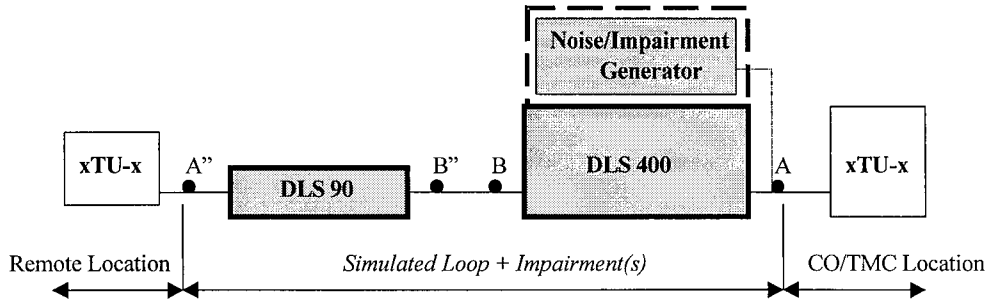 Noise/Impairment
Generator
xTU-x
A”
DLS 90
B”
B
DLS 400
A
xTU-x
Remote Location
Simulated Loop + Impairment(s)
CO/TMC Location